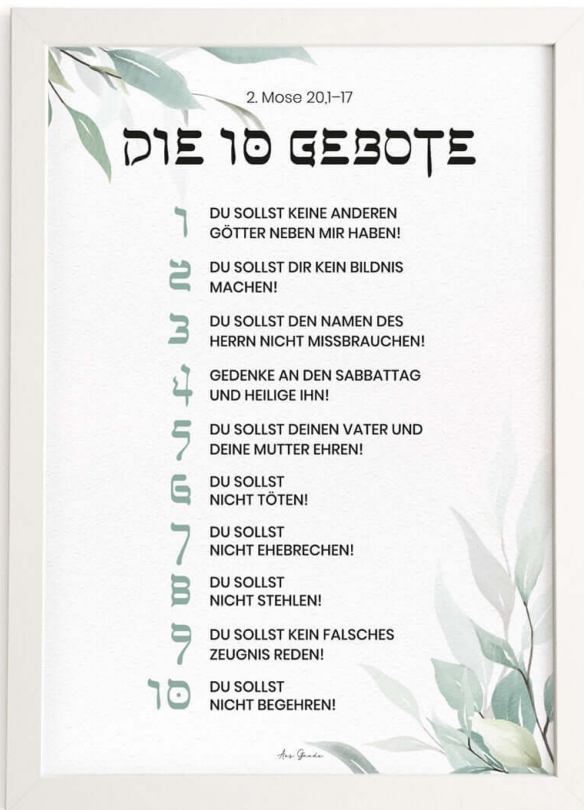 2. Mose 20,1–17
DIE 10 GEBOTE
1
DU SOLLST KEINE ANDEREN
GÖTTER NEBEN MIR HABEN!
2
DU SOLLST DIR KEIN BILDNIS
MACHEN!
3
DU SOLLST DEN NAMEN DES
HERRN NICHT MISSBRAUCHEN!
4
GEDENKE AN DEN SABBATTAG
UND HEILIGE IHN!
5
DU SOLLST DEINEN VATER UND
DEINE MUTTER EHREN!
6
DU SOLLST
NICHT TÖTEN!
7
DU SOLLST
NICHT EHEBRECHEN!
8
DU SOLLST
NICHT STEHLEN!
9
DU SOLLST KEIN FALSCHES
ZEUGNIS REDEN!
10
DU SOLLST
NICHT BEGEHREN!
Aus Gnade